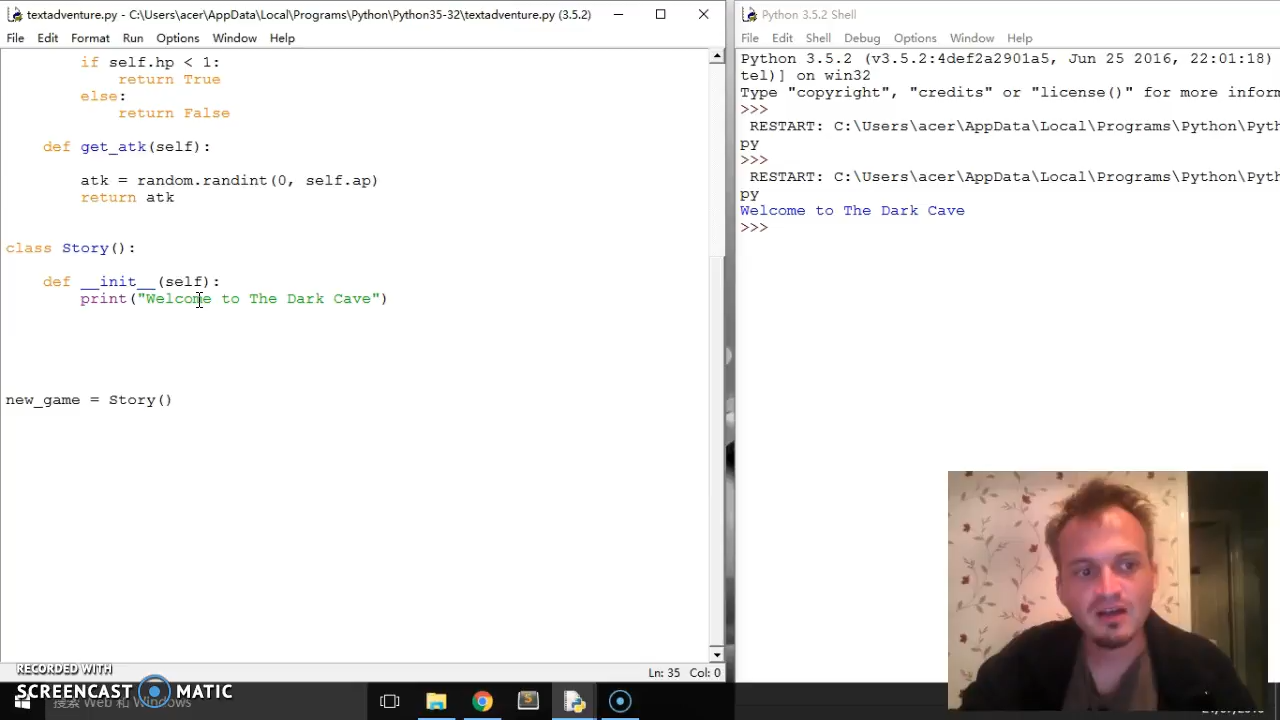 textadventure.py - C:\Users\acer\AppData\Local\Programs\Python\Python35-32\textadventure.py (3.5.2)
File Edit Format Run Options Window Help
if self.hp < 1:
return True
else:
return False
def get_atk(self):
atk = random.randint(0, self.ap)
return atk
class Story():
def __init__(self):
print("Welcome to The Dark Cave")
new_game = Story()
Ln: 35 Col: 0
Python 3.5.2 Shell
File Edit Shell Debug Options Window Help
Python 3.5.2 (v3.5.2:4def2a2901a5, Jun 25 2016, 22:01:18)
tel)] on win32
Type "copyright", "credits" or "license()" for more inform
>>>
RESTART: C:\Users\acer\AppData\Local\Programs\Python\Pyth
py
>>>
RESTART: C:\Users\acer\AppData\Local\Programs\Python\Pyth
py
Welcome to The Dark Cave
>>>
RECORDED WITH
SCREENCAST MATIC
搜索 Web 和 Windows